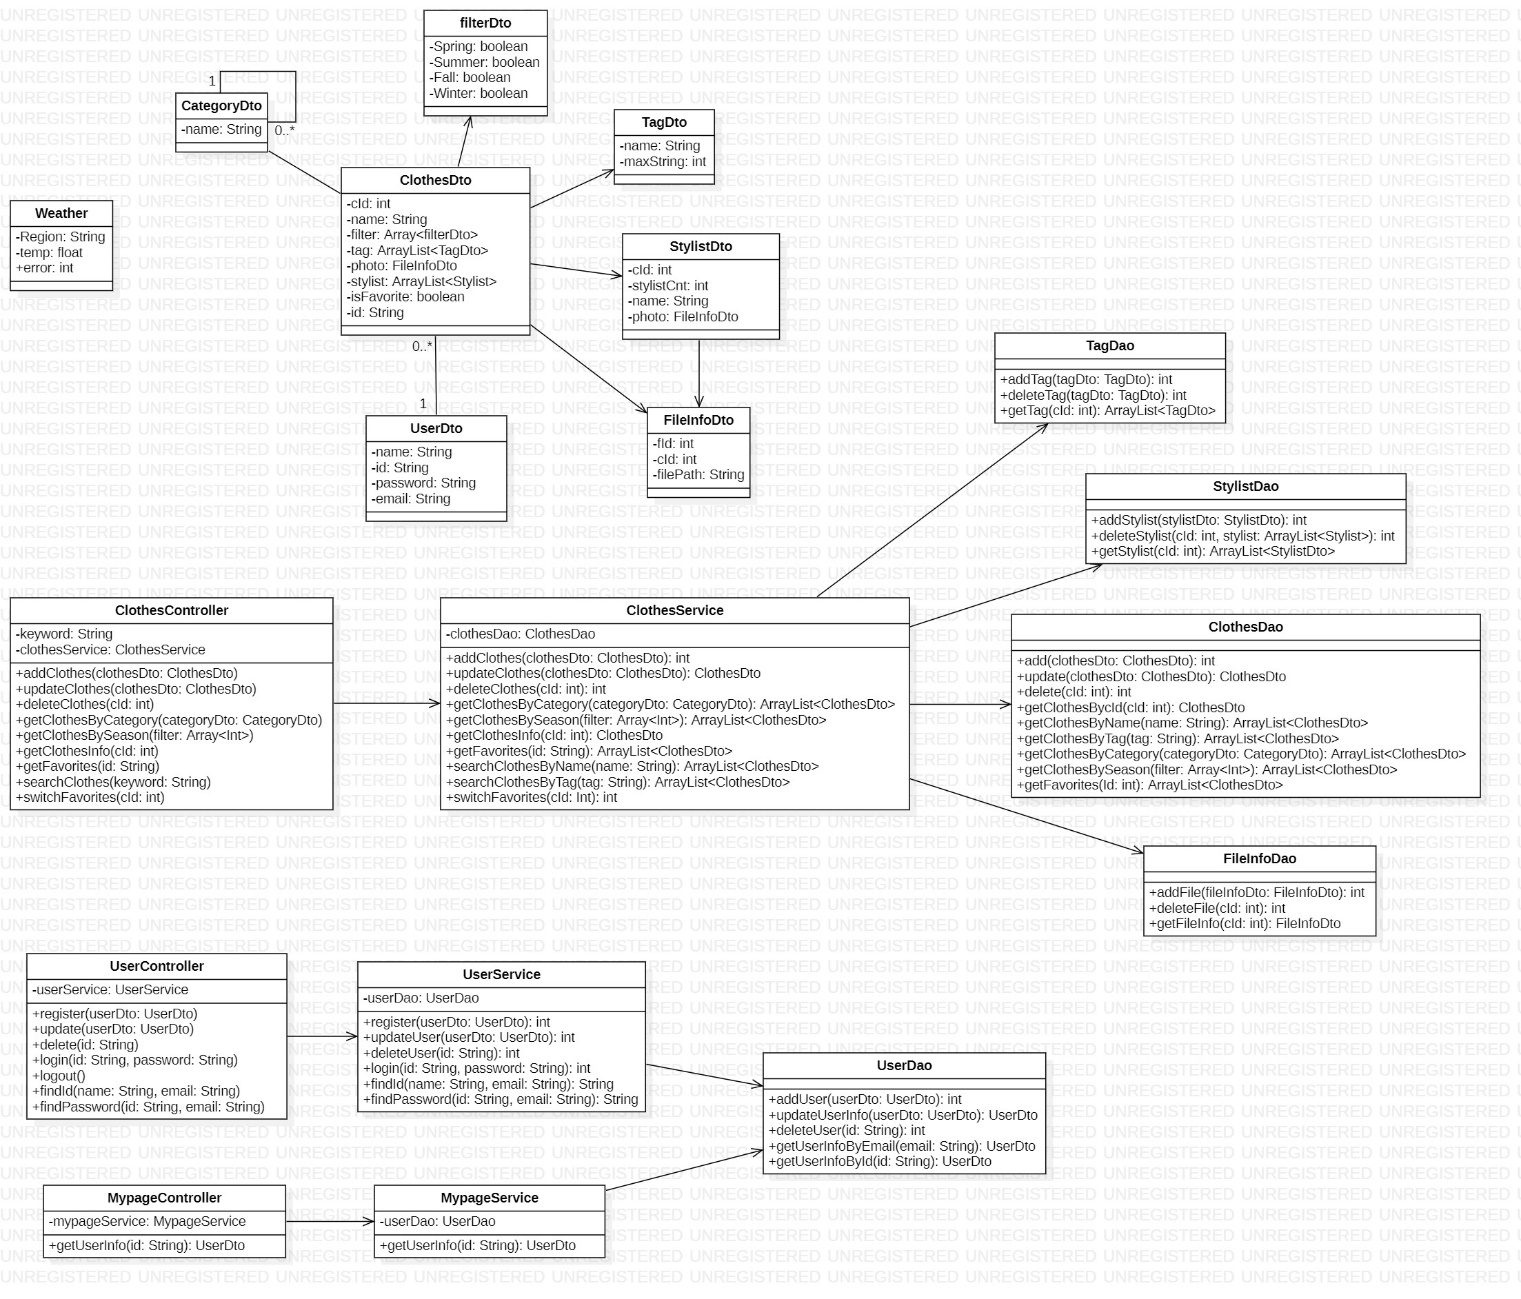 filterDto
-Spring: boolean
-Summer: boolean
-Fall: boolean
-Winter: boolean
1
CategoryDto
-name: String
0..*
TagDto
-name: String
-maxString: int
ClothesDto
-cId: int
-name: String
-filter: Array<filterDto>
-tag: ArrayList<TagDto>
-photo: FileInfoDto
-stylist: ArrayList<Stylist>
-isFavorite: boolean
-id: String
Weather
-Region: String
-temp: float
+error: int
StylistDto
-cId: int
-stylistCnt: int
-name: String
-photo: FileInfoDto
0..*
1
UserDto
-name: String
-id: String
-password: String
-email: String
FileInfoDto
-fId: int
-cId: int
-filePath: String
TagDao
+addTag(tagDto: TagDto): int
+deleteTag(tagDto: TagDto): int
+getTag(cId: int): ArrayList<TagDto>
StylistDao
+addStylist(stylistDto: StylistDto): int
+deleteStylist(cId: int, stylist: ArrayList<Stylist>): int
+getStylist(cId: int): ArrayList<StylistDto>
ClothesController
-keyword: String
-clothesService: ClothesService
+addClothes(clothesDto: ClothesDto)
+updateClothes(clothesDto: ClothesDto)
+deleteClothes(cId: int)
+getClothesByCategory(categoryDto: CategoryDto)
+getClothesBySeason(filter: Array<Int>)
+getClothesInfo(cId: int)
+getFavorites(id: String)
+searchClothes(keyword: String)
+switchFavorites(cId: int)
ClothesService
-clothesDao: ClothesDao
+addClothes(clothesDto: ClothesDto): int
+updateClothes(clothesDto: ClothesDto): ClothesDto
+deleteClothes(cId: int): int
+getClothesByCategory(categoryDto: CategoryDto): ArrayList<ClothesDto>
+getClothesBySeason(filter: Array<Int>): ArrayList<ClothesDto>
+getClothesInfo(cId: int): ClothesDto
+getFavorites(id: String): ArrayList<ClothesDto>
+searchClothesByName(name: String): ArrayList<ClothesDto>
+searchClothesByTag(tag: String): ArrayList<ClothesDto>
+switchFavorites(cId: Int): int
ClothesDao
+add(clothesDto: ClothesDto): int
+update(clothesDto: ClothesDto): ClothesDto
+delete(cId: int): int
+getClothesById(cId: int): ClothesDto
+getClothesByName(name: String): ArrayList<ClothesDto>
+getClothesByTag(tag: String): ArrayList<ClothesDto>
+getClothesByCategory(categoryDto: CategoryDto): ArrayList<ClothesDto>
+getClothesBySeason(filter: Array<Int>): ArrayList<ClothesDto>
+getFavorites(Id: int): ArrayList<ClothesDto>
FileInfoDao
+addFile(fileInfoDto: FileInfoDto): int
+deleteFile(cId: int): int
+getFileInfo(cId: int): FileInfoDto
UserController
-userService: UserService
+register(userDto: UserDto)
+update(userDto: UserDto)
+delete(id: String)
+login(id: String, password: String)
+logout()
+findId(name: String, email: String)
+findPassword(id: String, email: String)
UserService
-userDao: UserDao
+register(userDto: UserDto): int
+updateUser(userDto: UserDto): int
+deleteUser(id: String): int
+login(id: String, password: String): int
+findId(name: String, email: String): String
+findPassword(id: String, email: String): String
UserDao
+addUser(userDto: UserDto): int
+updateUserInfo(userDto: UserDto): UserDto
+deleteUser(id: String): int
+getUserInfoByEmail(email: String): UserDto
+getUserInfoById(id: String): UserDto
MypageController
-mypageService: MypageService
+getUserInfo(id: String): UserDto
MypageService
-userDao: UserDao
+getUserInfo(id: String): UserDto
UNREGISTERED